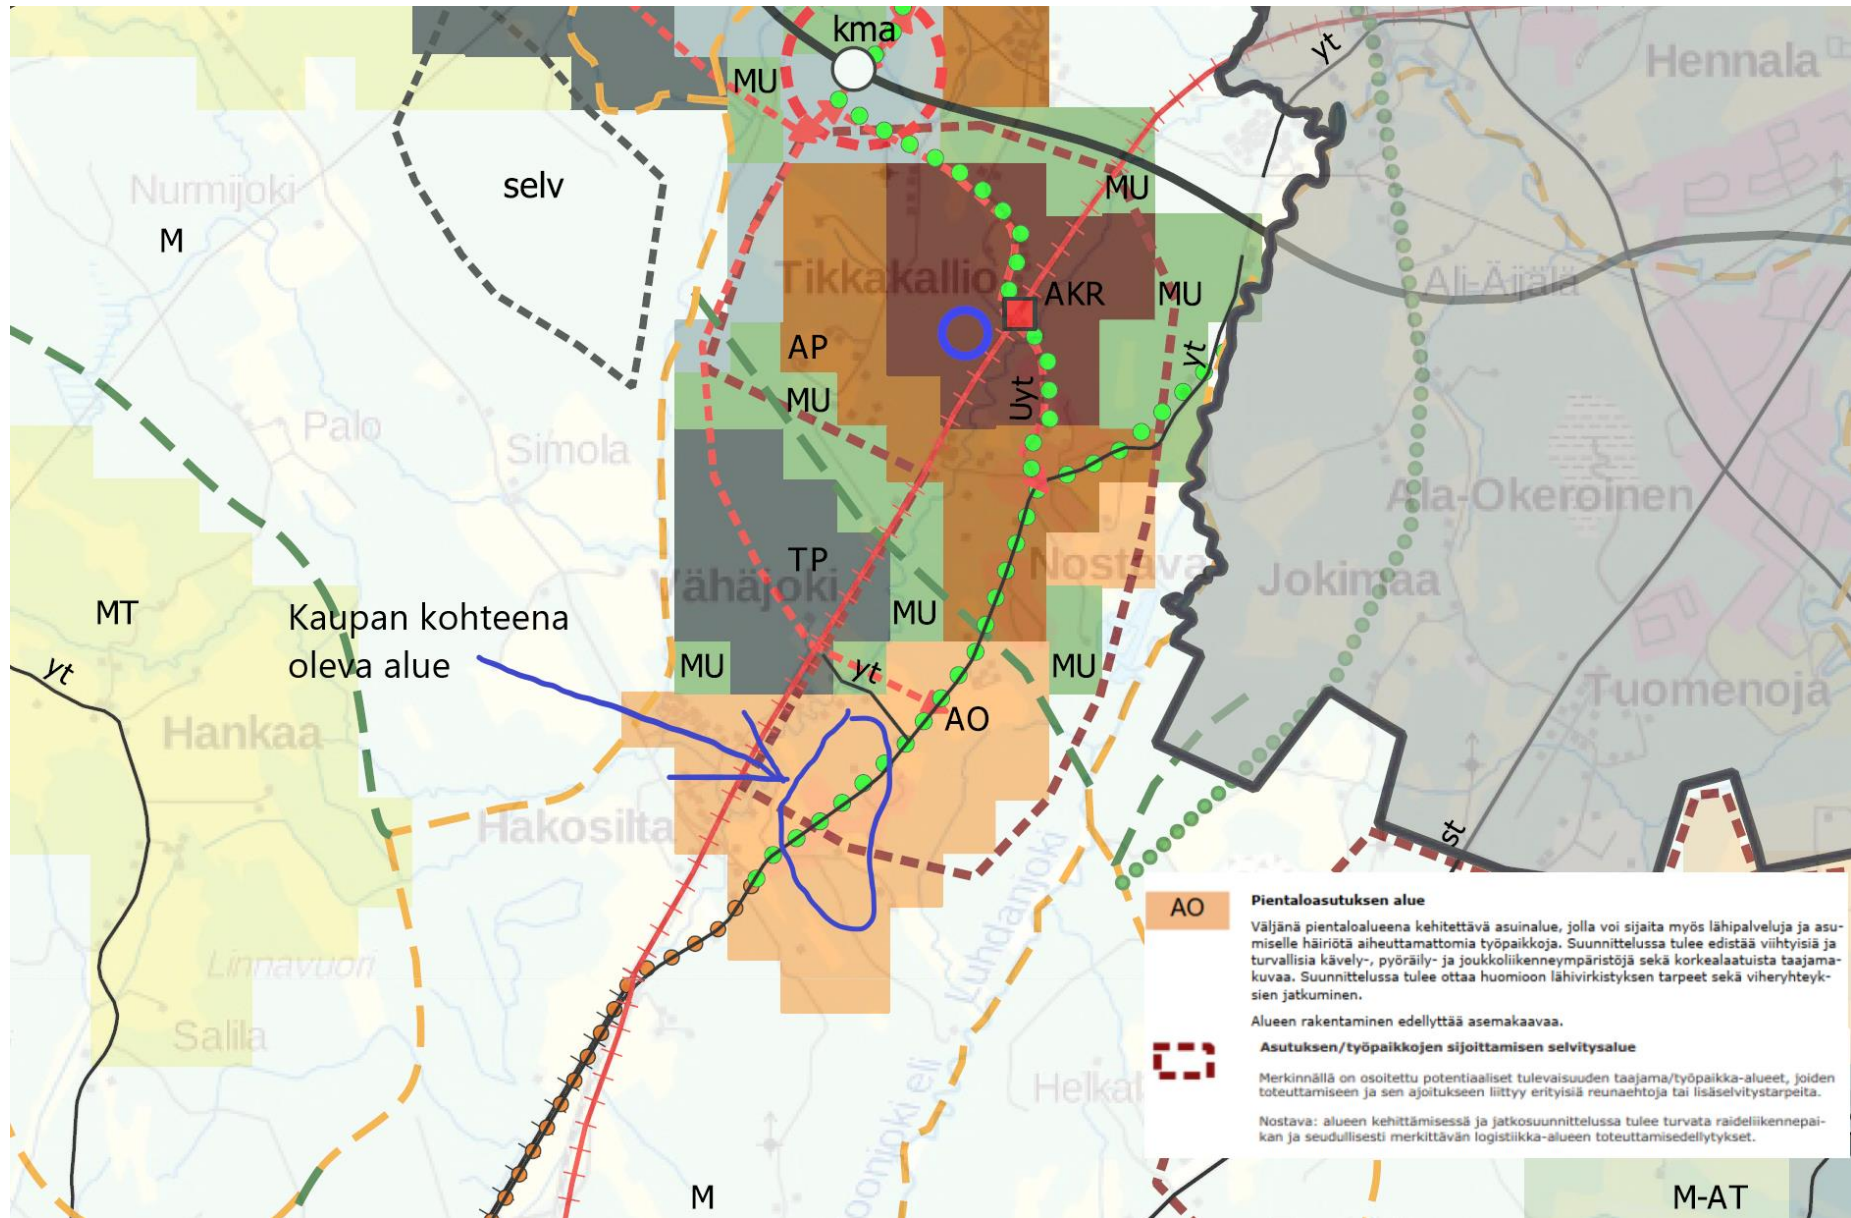 kma
yt
Hennala
MU
selv
Nurmijoki
M
MU
Tikkakallio
AKR
MU
Ali-Äijälä
AP
yt
MU
Uyt
Palo
Simola
Ala-Okeroinen
TP
Nostava
Vähäjoki
Jokimaa
MT
MU
Kaupan kohteena
oleva alue
yt
MU
yt
MU
Tuomenoja
AO
Hankaa
Hakosilta
st
Luhdanjoki
Linnavuori
Salila
Helkal
oonjoki eli
M
M-AT
AO
Pientaloasutuksen alue
Väljänä pientaloalueena kehitettävä asuinalue, jolla voi sijaita myös lähipalveluja ja asu-
miselle häiriötä aiheuttamattomia työpaikkoja. Suunnittelussa tulee edistää viihtyisiä ja
turvallisia kävely-, pyöräily- ja joukkoliikenneympäristöjä sekä korkealaatuista taajama-
kuvaa. Suunnittelussa tulee ottaa huomioon lähivirkistyksen tarpeet sekä viheryhteyk-
sien jatkuminen.
Alueen rakentaminen edellyttää asemakaavaa.
Asutuksen/työpaikkojen sijoittamisen selvitysalue
Merkinnällä on osoitettu potentiaaliset tulevaisuuden taajama/työpaikka-alueet, joiden
toteuttamiseen ja sen ajoitukseen liittyy erityisiä reunaehtoja tai lisäselvitystarpeita.
Nostava: alueen kehittämisessä ja jatkosuunnittelussa tulee turvata raideliikennepai-
kan ja seudullisesti merkittävän logistiikka-alueen toteuttamisedellytykset.